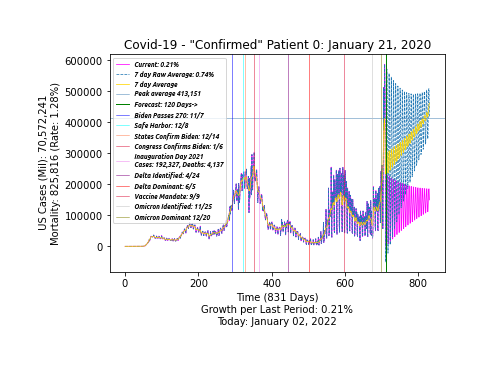 Covid-19 - "Confirmed" Patient 0: January 21, 2020
US Cases (Mil): 70,572,241
Mortality: 825,816 (Rate: 1.28%)
600000
500000
400000
300000
200000
100000
0
Current: 0.21%
7 day Raw Average: 0.74%
7 day Average
Peak average 413,151
Forecast: 120 Days->
Biden Passes 270: 11/7
Safe Harbor: 12/8
States Confirm Biden: 12/14
Congress Confirms Biden: 1/6
Inauguration Day 2021
Cases: 192,327, Deaths: 4,137
Delta Identified: 4/24
Delta Dominant: 6/5
Vaccine Mandate: 9/9
Omicron Identified: 11/25
Omicron Dominant 12/20
0 200 400 600 800
Time (831 Days)
Growth per Last Period: 0.21%
Today: January 02, 2022